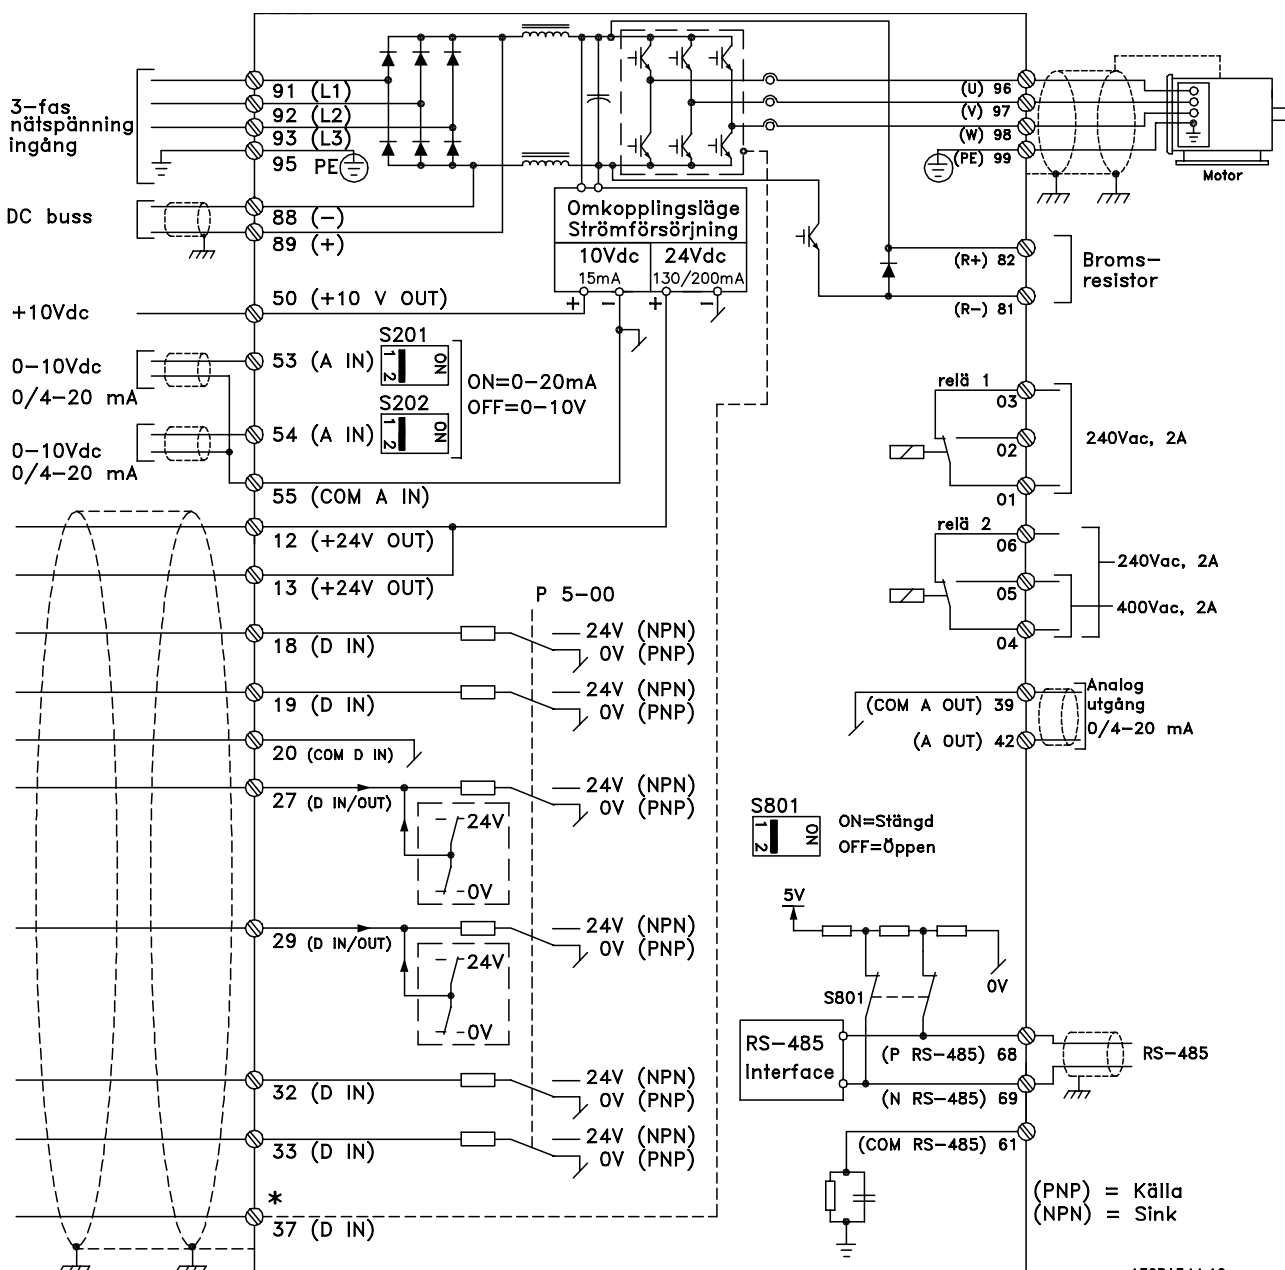 3-fas
nätspänning
ingång
91 (L1)
92 (L2)
93 (L3)
95 PE
DC buss
88 (-)
89 (+)
+10Vdc
50 (+10 V OUT)
0-10Vdc
0/4-20 mA
53 (A IN)
S201
1 2 ON
0-10Vdc
0/4-20 mA
54 (A IN)
S202
1 2 ON
ON=0-20mA
OFF=0-10V
55 (COM A IN)
12 (+24V OUT)
13 (+24V OUT)
Omkopplingsläge
Strömförsörjning
10Vdc
15mA
24Vdc
130/200mA
+ - + -
P 5-00
18 (D IN)
24V (NPN)
0V (PNP)
19 (D IN)
24V (NPN)
0V (PNP)
20 (COM D IN)
27 (D IN/OUT)
24V (NPN)
0V (PNP)
24V
0V
29 (D IN/OUT)
24V (NPN)
0V (PNP)
24V
0V
32 (D IN)
24V (NPN)
0V (PNP)
33 (D IN)
24V (NPN)
0V (PNP)
*
37 (D IN)
(U) 96
(V) 97
(W) 98
(PE) 99
Motor
(R+) 82
(R-) 81
Broms-
resistor
relä 1
03
02
01
240Vac, 2A
relä 2
06
05
04
240Vac, 2A
400Vac, 2A
(COM A OUT) 39
(A OUT) 42
Analog
utgång
0/4-20 mA
S801
1 2 ON
ON=Stängd
OFF=Öppen
5V
0V
S801
RS-485
Interface
(P RS-485) 68
(N RS-485) 69
(COM RS-485) 61
RS-485
(PNP) = Källa
(NPN) = Sink